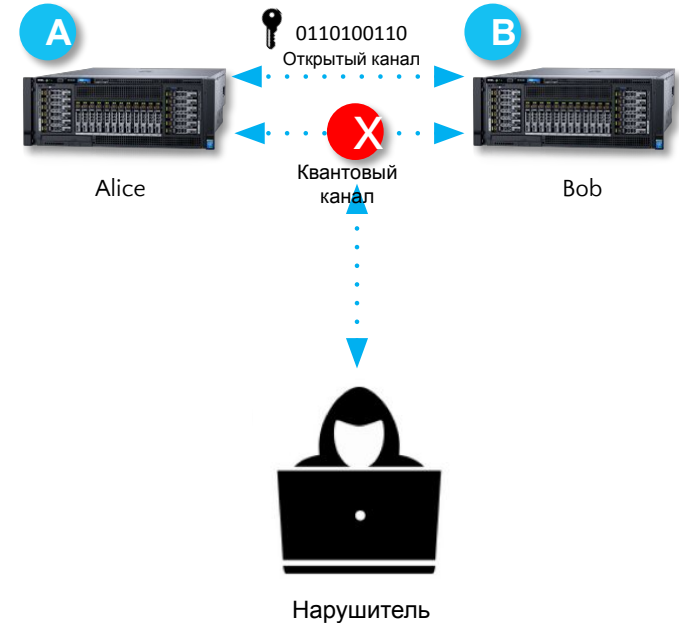 A
B
0110100110
Открытый канал
X
Квантовый
канал
Alice
Bob
Нарушитель